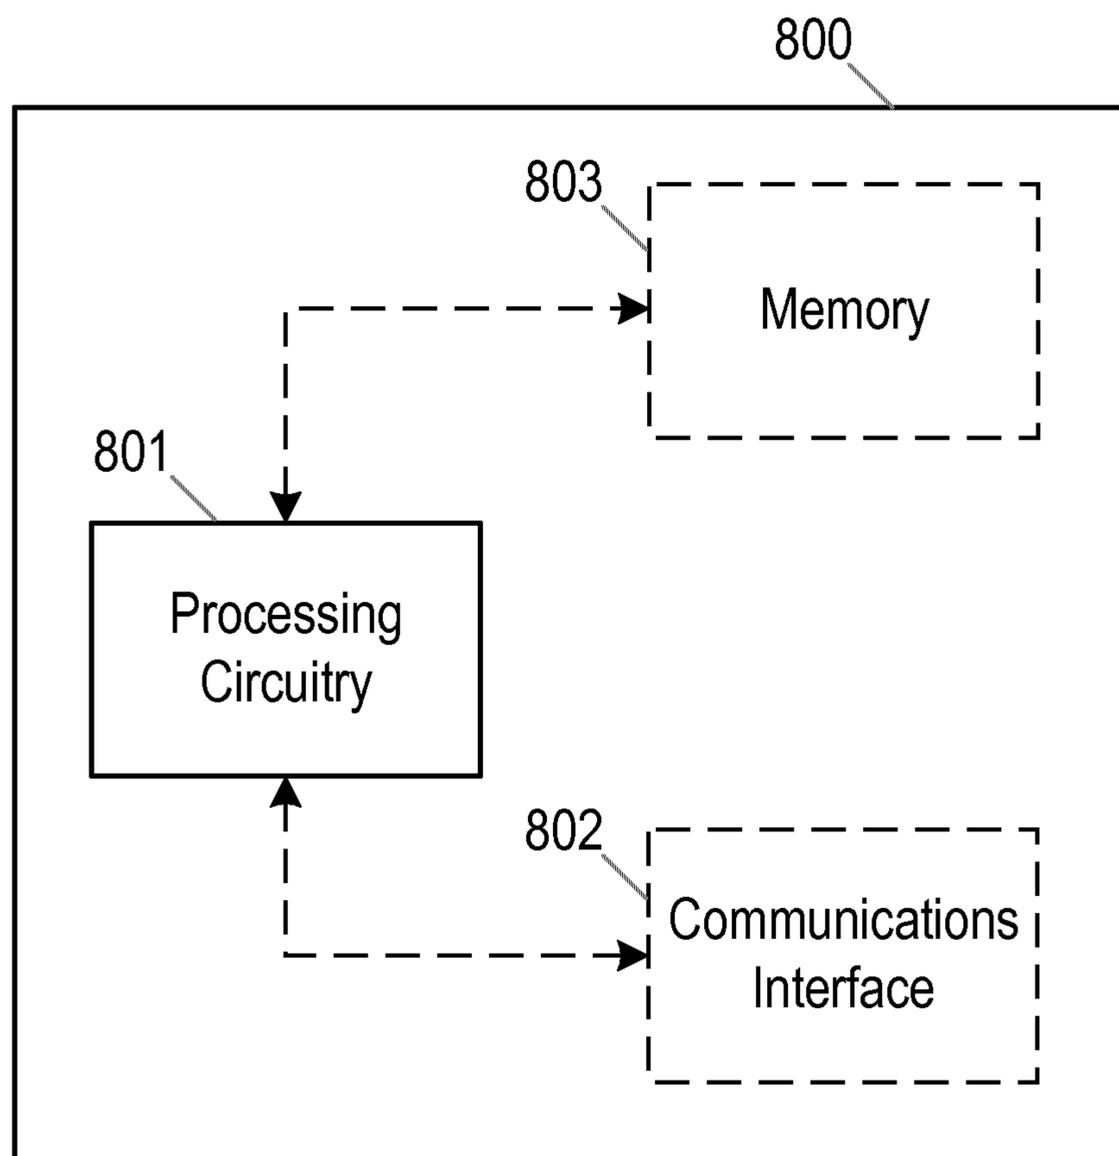 800
803
Memory
801
Processing
Circuitry
802
Communications
Interface